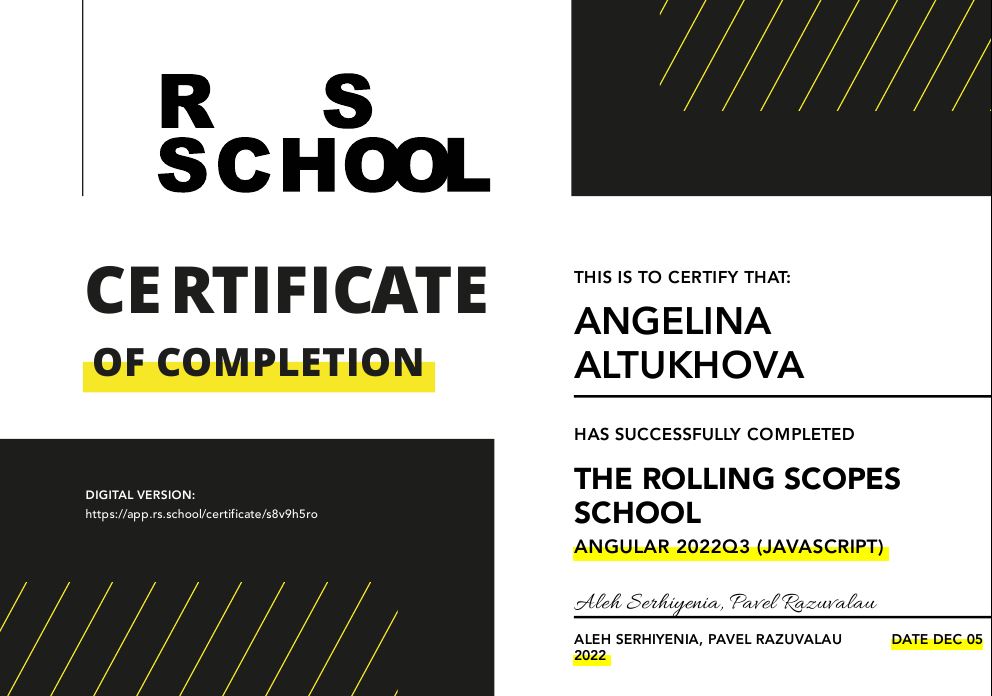 R S
SCHOOL
CERTIFICATE
OF COMPLETION
DIGITAL VERSION:
https://app.rs.school/certificate/s8v9h5ro
THIS IS TO CERTIFY THAT:
ANGELINA
ALTUKHOVA
HAS SUCCESSFULLY COMPLETED
THE ROLLING SCOPES
SCHOOL
ANGULAR 2022Q3 (JAVASCRIPT)
Aleh Serhiyenia, Pavel Razuvalau
ALEH SERHIYENIA, PAVEL RAZUVALAU DATE DEC 05
2022